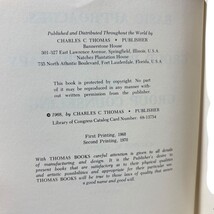 Published and Distributed Throughout the World by
CHARLES C THOMAS • PUBLISHER
Bannerstone House
301-327 East Lawrence Avenue, Springfield, Illinois, U.S.A.
Natchez Plantation House
735 North Atlantic Boulevard, Fort Lauderdale, Florida, U.S.A.
This book is protected by copyright. No part
of it may be reproduced in any manner with-
out written permission from the publisher.
© 1966, by CHARLES C THOMAS • PUBLISHER
Library of Congress Catalog Card Number:
First Printing, 1966
Second Printing,
With THOMAS BOOKS careful attention is given to all details of
manufacturing and design. It is the Publisher's desire to
present books that are satisfactory as to their physical qualities
and artistic possibilities and appropriate for their particular use.
THOMAS BOOKS will be true to those laws of quality that assure
a good name and good will.